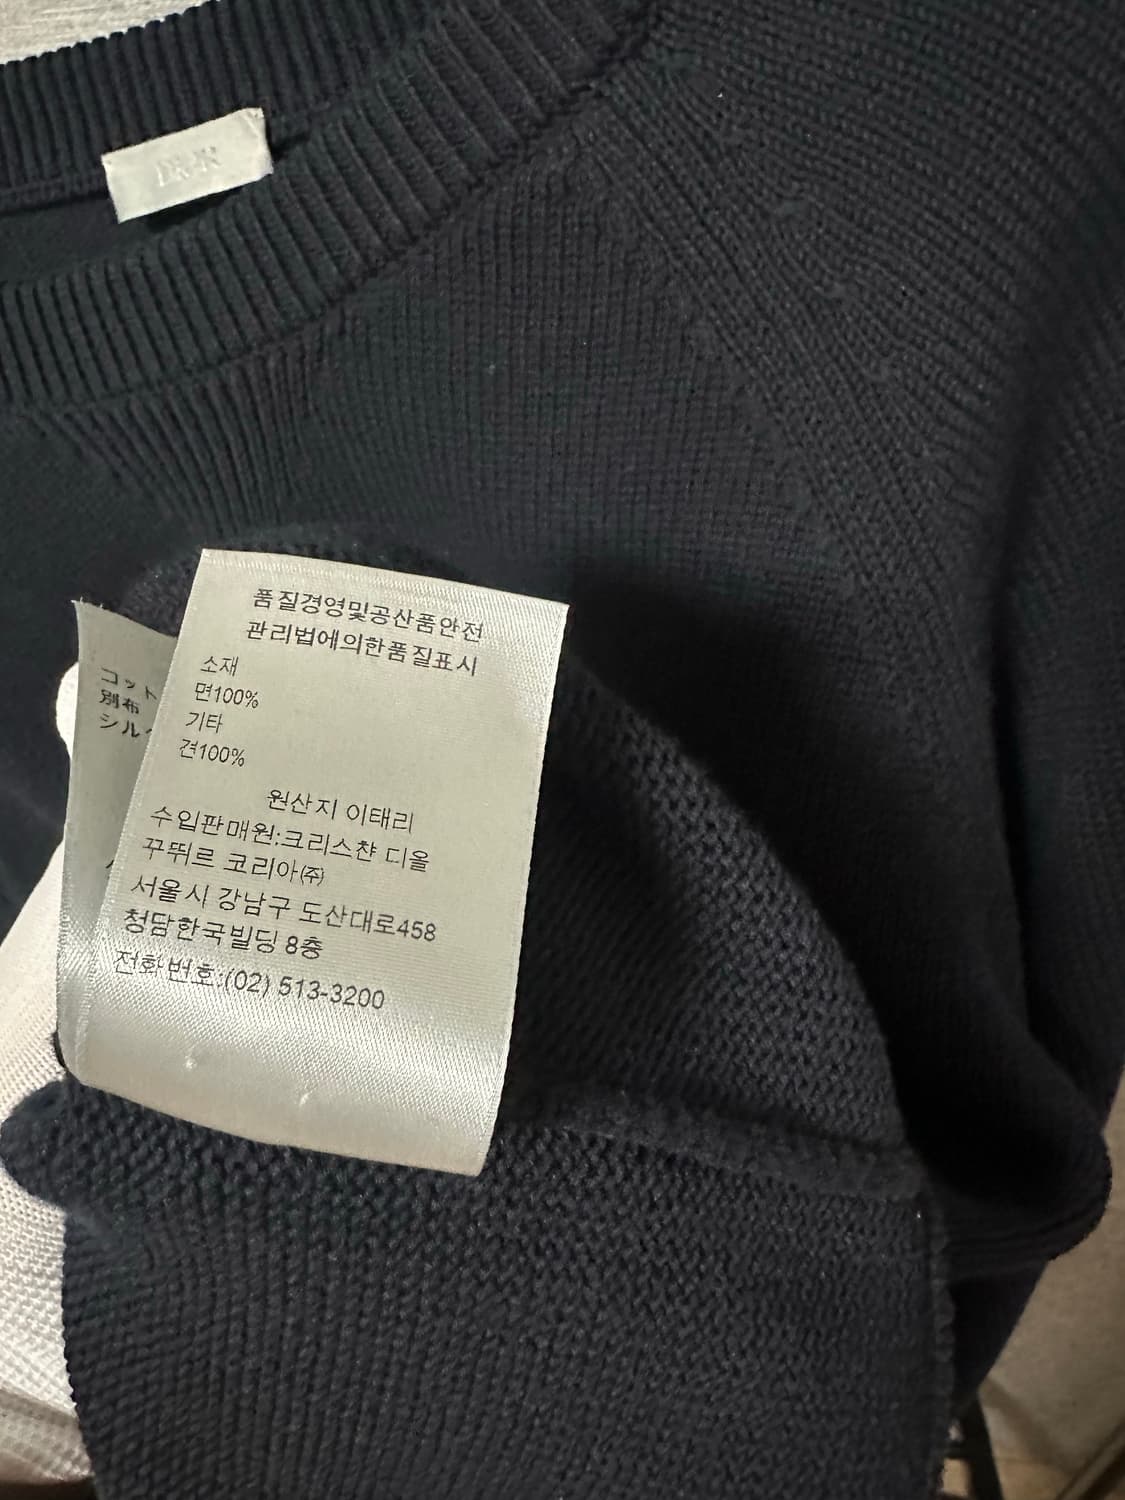 품질경영및공산품안전
관리법에의한품질표시
소재
면100%
기타
견100%
원산지 이태리
수입판매원:크리스챤 디올
꾸뛰르 코리아㈜
서울시 강남구 도산대로458
청담한국빌딩 8층
전화번호:(02) 513-3200
コット
別布
シル